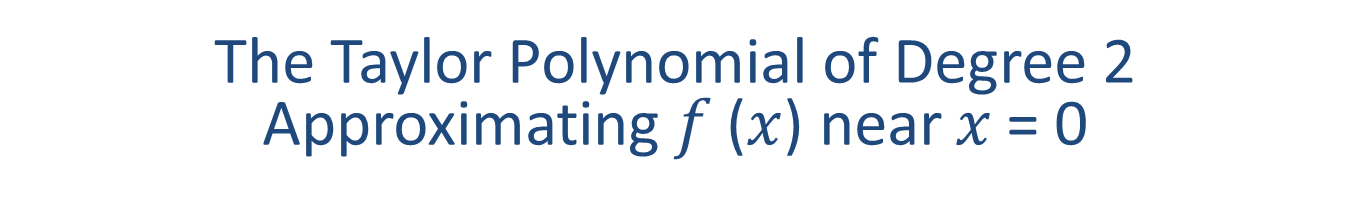 The Taylor Polynomial of Degree 2
Approximating f (x) near x = 0